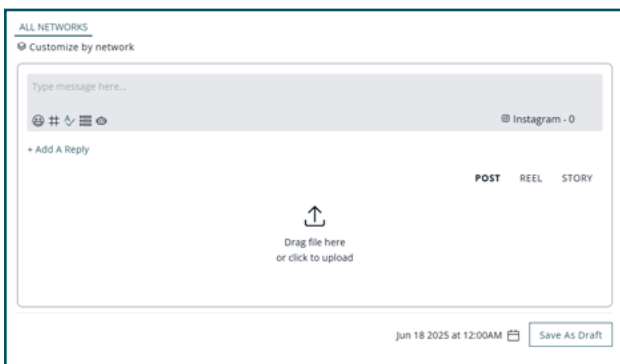 ALL NETWORKS
Customize by network
Type message here...
Instagram - 0
+ Add A Reply
POST REEL STORY
Drag file here
or click to upload
Jun 18 2025 at 12:00AM Save As Draft